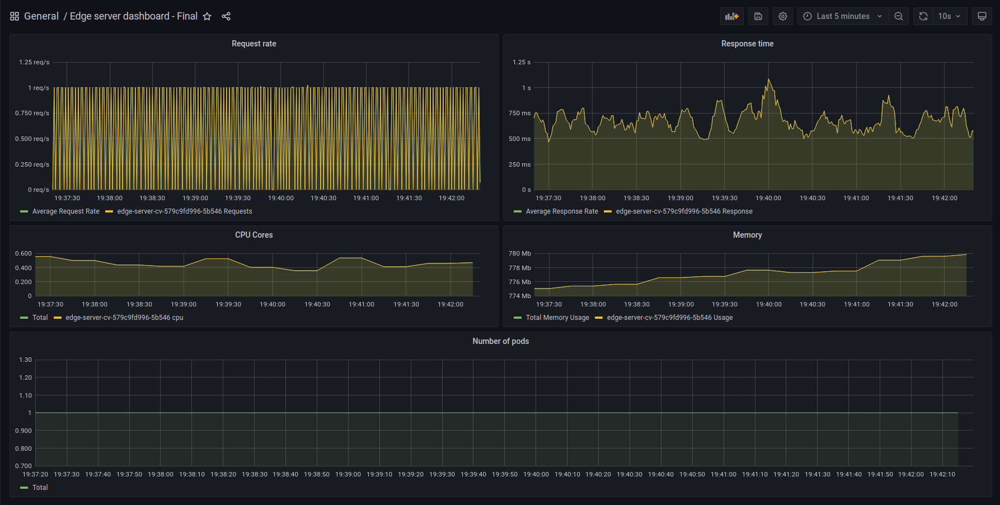 General / Edge server dashboard - Final
Last 5 minutes
10s
Request rate
1.25 req/s
1 req/s
0.750 req/s
0.500 req/s
0.250 req/s
0 req/s
19:37:30 19:38:00 19:38:30 19:39:00 19:39:30 19:40:00 19:40:30 19:41:00 19:41:30 19:42:00
Average Request Rate edge-server-cv-579c9fd996-5b546 Requests
Response time
1.25 s
1 s
750 ms
500 ms
250 ms
0 s
19:37:30 19:38:00 19:38:30 19:39:00 19:39:30 19:40:00 19:40:30 19:41:00 19:41:30 19:42:00
Average Response Rate edge-server-cv-579c9fd996-5b546 Response
CPU Cores
0.600
0.400
0.200
0
19:37:30 19:38:00 19:38:30 19:39:00 19:39:30 19:40:00 19:40:30 19:41:00 19:41:30 19:42:00
Total edge-server-cv-579c9fd996-5b546 cpu
Memory
780 Mb
778 Mb
776 Mb
774 Mb
19:37:30 19:38:00 19:38:30 19:39:00 19:39:30 19:40:00 19:40:30 19:41:00 19:41:30 19:42:00
Total Memory Usage edge-server-cv-579c9fd996-5b546 Usage
Number of pods
1.30
1.20
1.10
1
0.900
0.800
0.700
19:37:20 19:37:30 19:37:40 19:37:50 19:38:00 19:38:10 19:38:20 19:38:30 19:38:40 19:38:50 19:39:00 19:39:10 19:39:20 19:39:30 19:39:40 19:39:50 19:40:00 19:40:10 19:40:20 19:40:30 19:40:40 19:40:50 19:41:00 19:41:10 19:41:20 19:41:30 19:41:40 19:41:50 19:42:00 19:42:10
Total